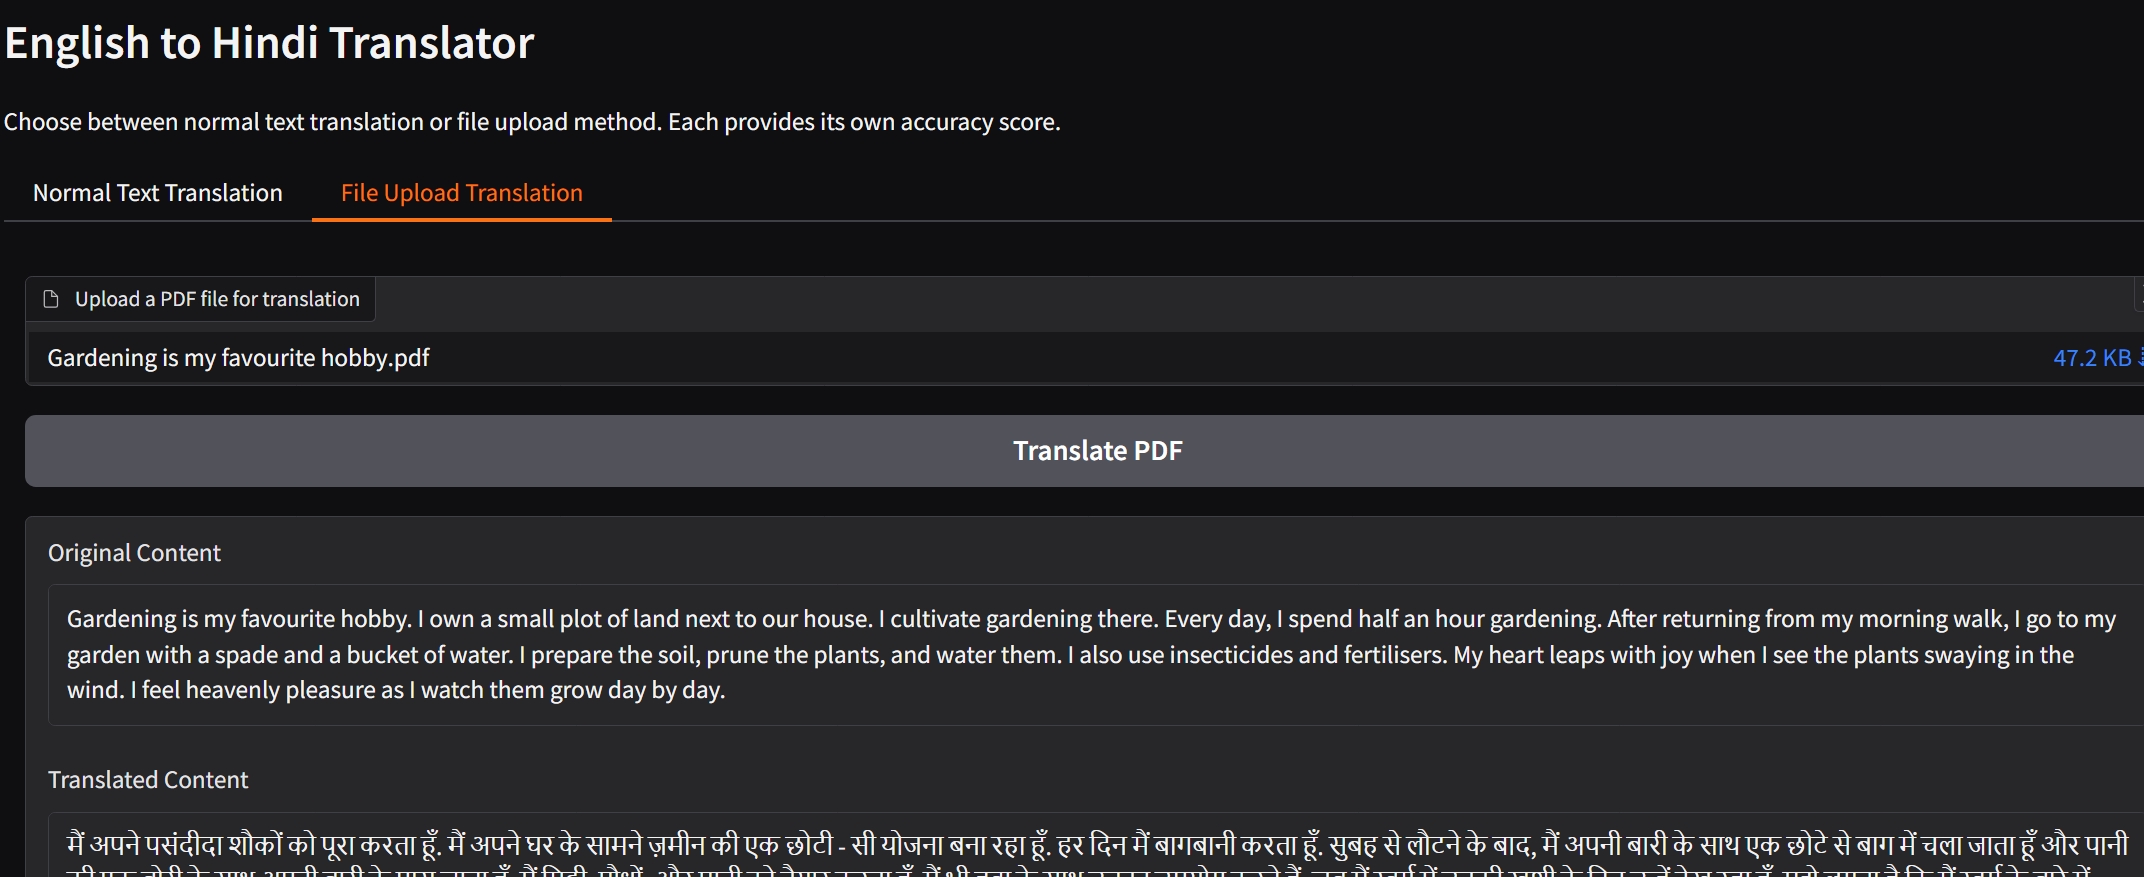 English to Hindi Translator
Choose between normal text translation or file upload method. Each provides its own accuracy score.
Normal Text Translation File Upload Translation
Upload a PDF file for translation
Gardening is my favourite hobby.pdf 47.2 KB
Translate PDF
Original Content
Gardening is my favourite hobby. I own a small plot of land next to our house. I cultivate gardening there. Every day, I spend half an hour gardening. After returning from my morning walk, I go to my
garden with a spade and a bucket of water. I prepare the soil, prune the plants, and water them. I also use insecticides and fertilisers. My heart leaps with joy when I see the plants swaying in the
wind. I feel heavenly pleasure as I watch them grow day by day.
Translated Content
मैं अपने पसंदीदा शौकों को पूरा करता हूँ. मैं अपने घर के सामने ज़मीन की एक छोटी - सी योजना बना रहा हूँ. हर दिन मैं बागबानी करता हूँ. सुबह से लौटने के बाद, मैं अपनी बारी के साथ एक छोटे से बाग में चला जाता हूँ और पानी